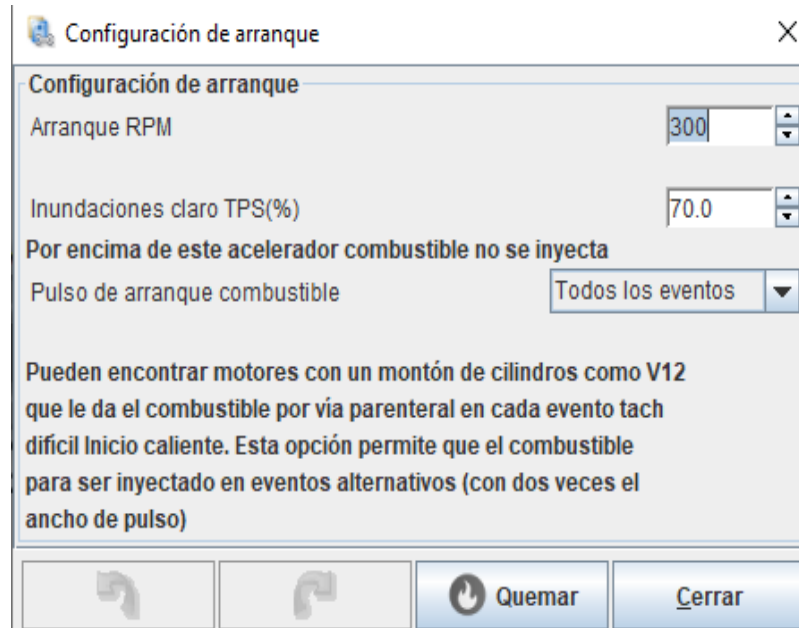 Configuración de arranque
Configuración de arranque
Arranque RPM
300
Inundaciones claro TPS(%)
70.0
Por encima de este acelerador combustible no se inyecta
Pulso de arranque combustible
Todos los eventos
Pueden encontrar motores con un montón de cilindros como V12
que le da el combustible por vía parenteral en cada evento tach
difícil Inicio caliente. Esta opción permite que el combustible
para ser inyectado en eventos alternativos (con dos veces el
ancho de pulso)
Quemar
Cerrar